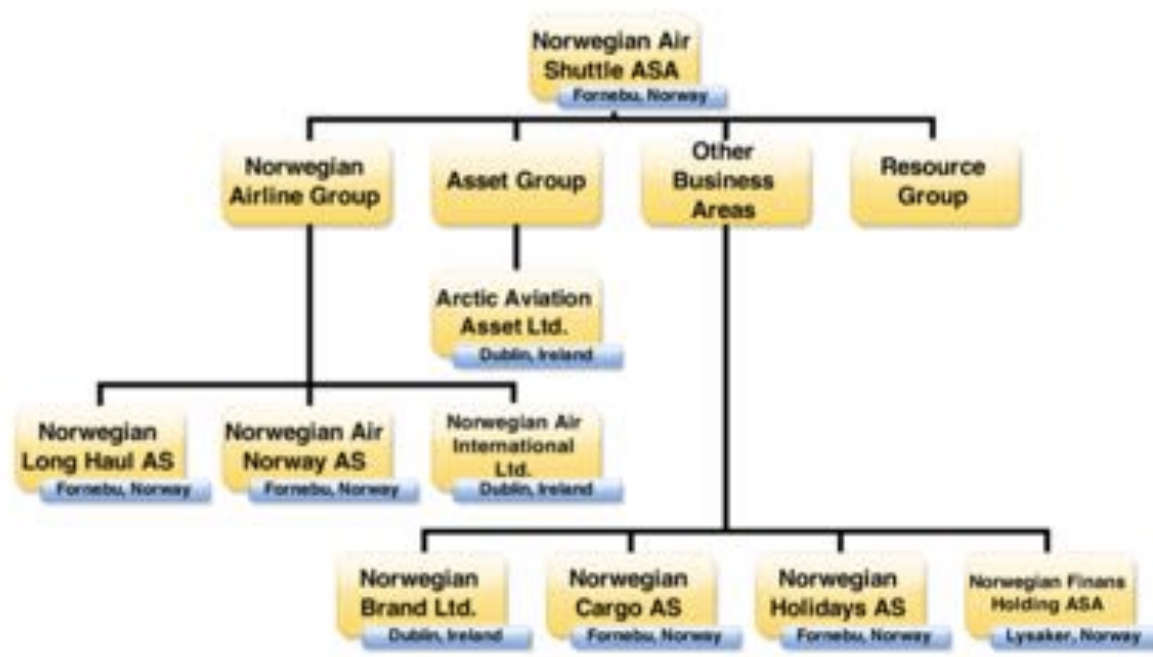 Norwegian Air
Shuttle ASA
Fornebu, Norway
Norwegian
Airline Group
Asset Group
Other
Business
Areas
Resource
Group
Arctic Aviation
Asset Ltd.
Dublin, Ireland
Norwegian
Long Haul AS
Fornebu, Norway
Norwegian Air
Norway AS
Fornebu, Norway
Norwegian Air
International
Ltd.
Dublin, Ireland
Norwegian
Brand Ltd.
Dublin, Ireland
Norwegian
Cargo AS
Fornebu, Norway
Norwegian
Holidays AS
Fornebu, Norway
Norwegian Finans
Holding ASA
Lysaker, Norway